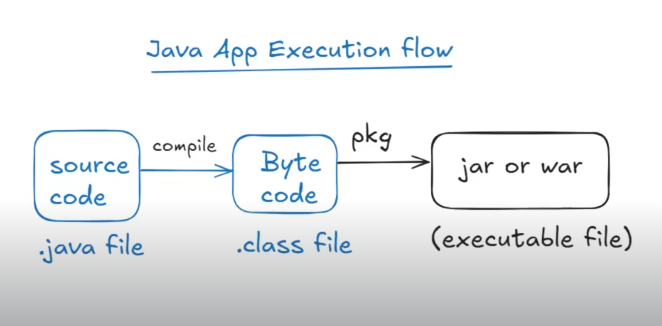 Java App Execution flow
compile
pkg
source
code
Byte
code
jar or war
.java file
.class file
(executable file)